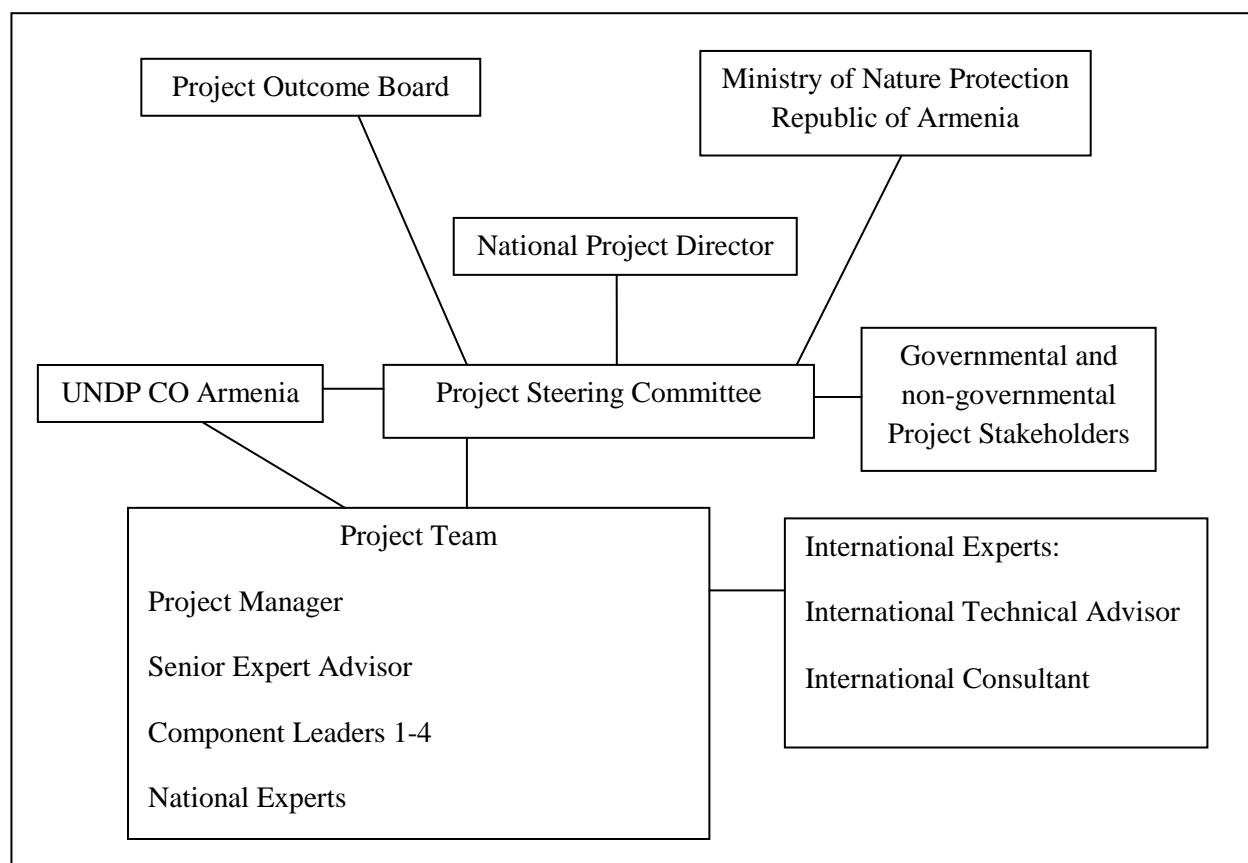 Project Outcome Board
Ministry of Nature Protection
Republic of Armenia
National Project Director
UNDP CO Armenia
Project Steering Committee
Governmental and
non-governmental
Project Stakeholders
Project Team
Project Manager
Senior Expert Advisor
Component Leaders 1-4
National Experts
International Experts:
International Technical Advisor
International Consultant